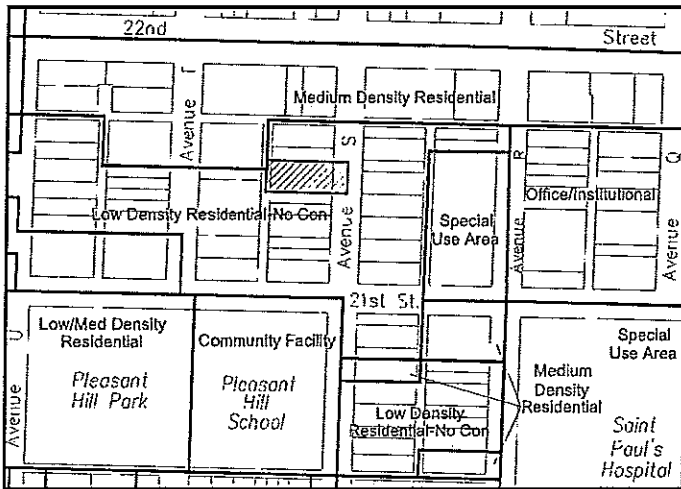 22nd
Street
Medium Density Residential
Avenue T
Avenue S
Avenue R
Avenue Q
Office/Institutional
Low Density Residential-No Con
Special
Use Area
21st St.
Low/Med Density
Residential
Community Facility
Special
Use Area
Avenue U
Pleasant
Hill Park
Pleasant
Hill
School
Medium
Density
Residential
Low Density
Residential-No Con
Saint
Paul's
Hospital